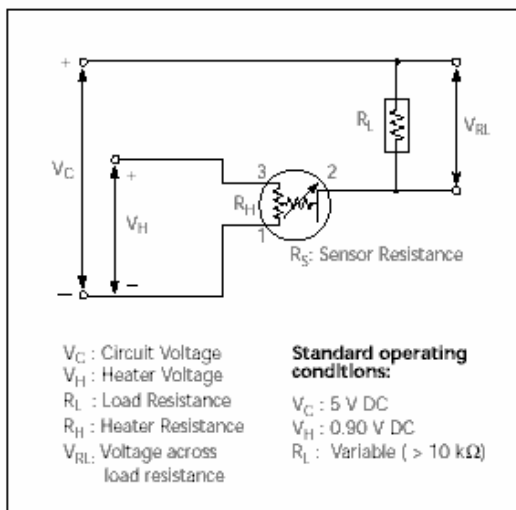 +
R_L
V_RL
V_C
+
3
2
V_H
R_H
1
R_S: Sensor Resistance
−
−
V_C : Circuit Voltage
V_H : Heater Voltage
R_L : Load Resistance
R_H : Heater Resistance
V_RL: Voltage across
load resistance
Standard operating
conditions:
V_C : 5 V DC
V_H : 0.90 V DC
R_L : Variable ( > 10 kΩ)